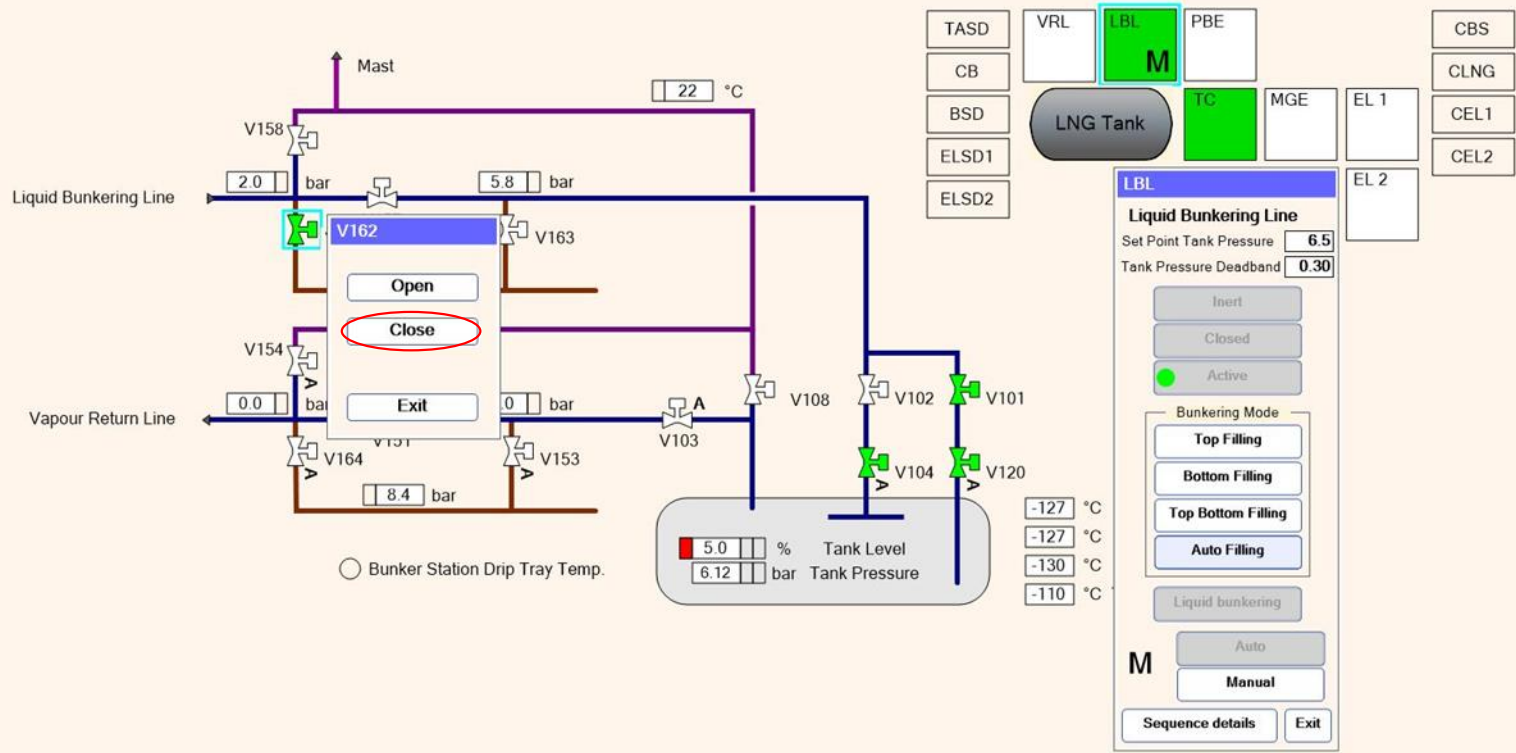 Mast
22 °C
V158
2.0 bar
5.8 bar
Liquid Bunkering Line
V163
V162
Open
Close
Exit
V154
A
0.0
0 bar
A
Vapour Return Line
V103
V108
V102
V101
V164
A
V153
A
V104
A
V120
8.4 bar
Bunker Station Drip Tray Temp.
5.0 % Tank Level
6.12 bar Tank Pressure
-127 °C
-127 °C
-130 °C
-110 °C
TASD
CB
BSD
ELSD1
ELSD2
VRL
LBL
M
PBE
LNG Tank
TC
MGE
EL 1
EL 2
CBS
CLNG
CEL1
CEL2
LBL
Liquid Bunkering Line
Set Point Tank Pressure 6.5
Tank Pressure Deadband 0.30
Inert
Closed
Active
Bunkering Mode
Top Filling
Bottom Filling
Top Bottom Filling
Auto Filling
Liquid bunkering
M
Auto
Manual
Sequence details
Exit